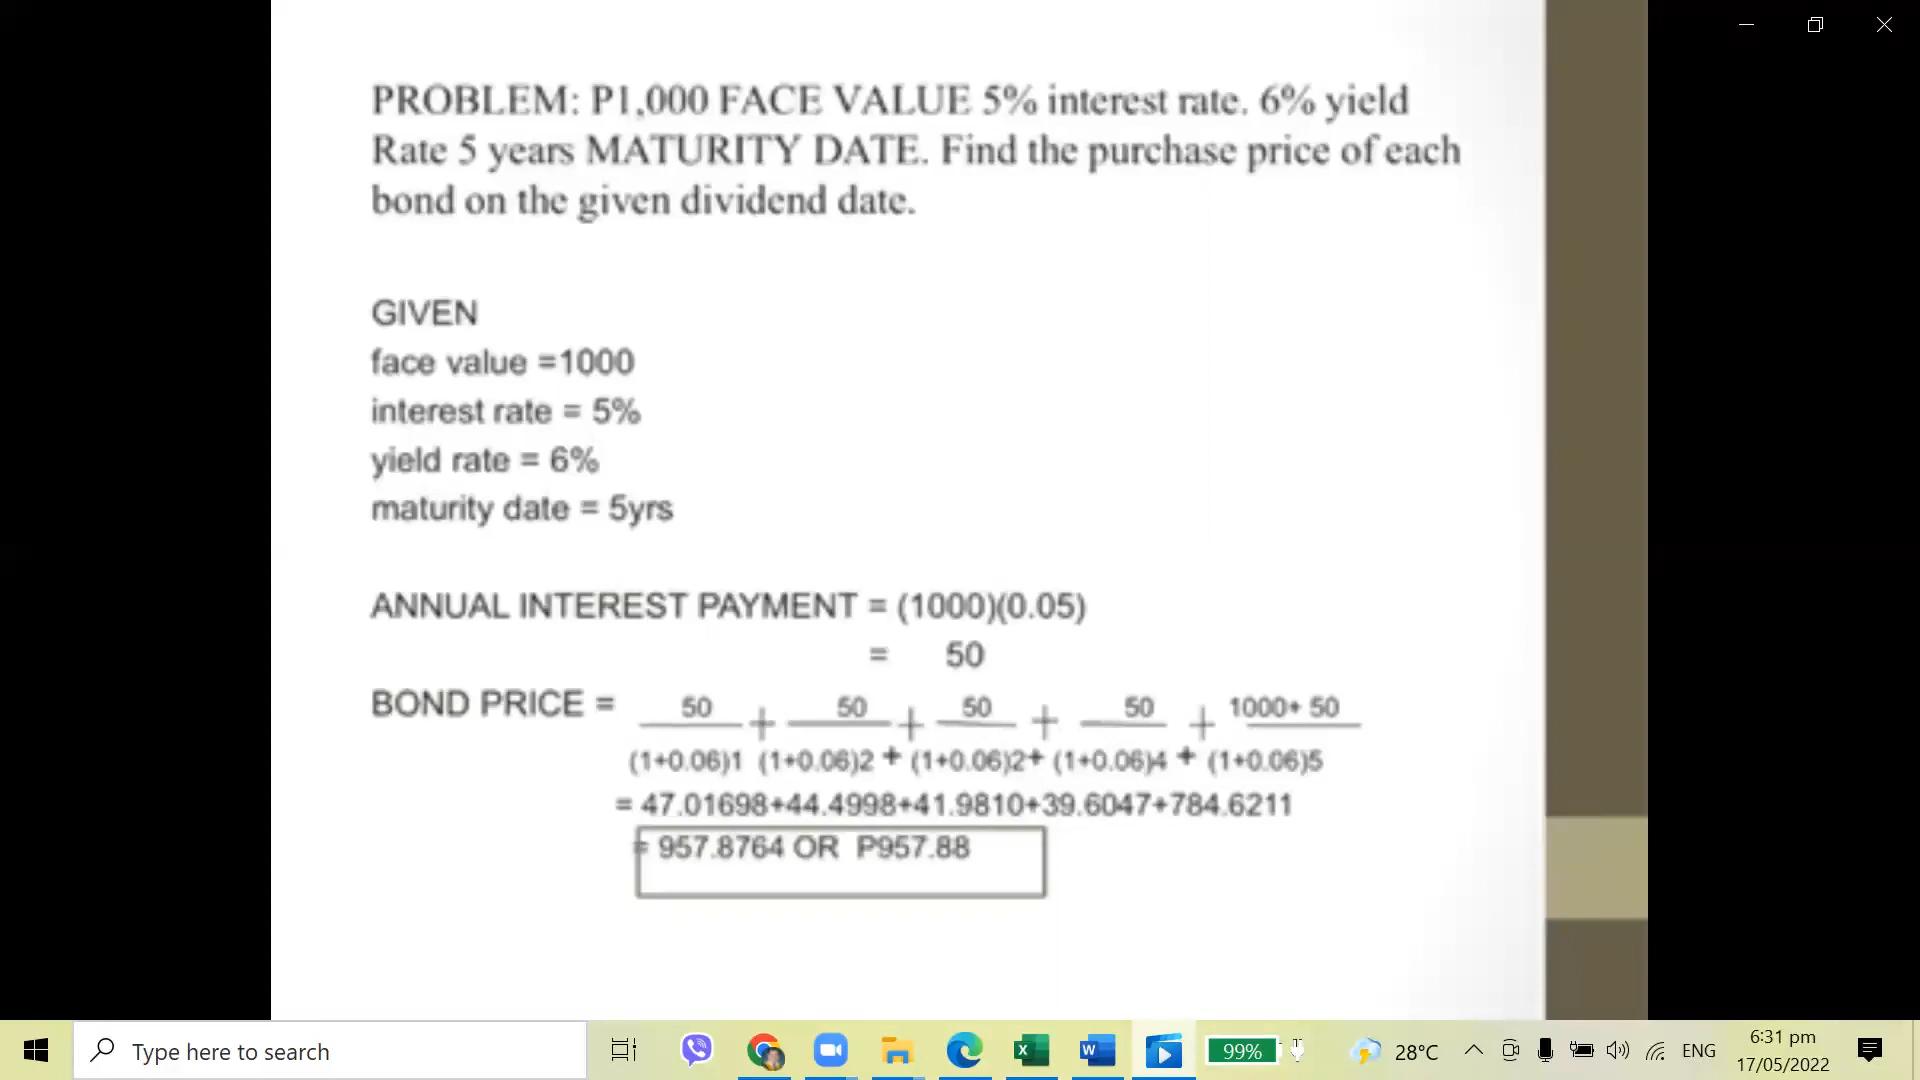 PROBLEM: P1,000 FACE VALUE 5% interest rate. 6% yield
Rate 5 years MATURITY DATE. Find the purchase price of each
bond on the given dividend date.
GIVEN
face value =1000
interest rate = 5%
yield rate = 6%
maturity date = 5yrs
ANNUAL INTEREST PAYMENT = (1000)(0.05)
= 50
BOND PRICE = 50 + 50 + 50 + 50 + 1000+ 50
(1+0.06)1 (1+0.06)2 + (1+0.06)2+ (1+0.06)4 + (1+0.06)5
= 47.01698+44.4998+41.9810+39.6047+784.6211
= 957.8764 OR P957.88
Type here to search
99%
28°C
ENG
6:31 pm
17/05/2022